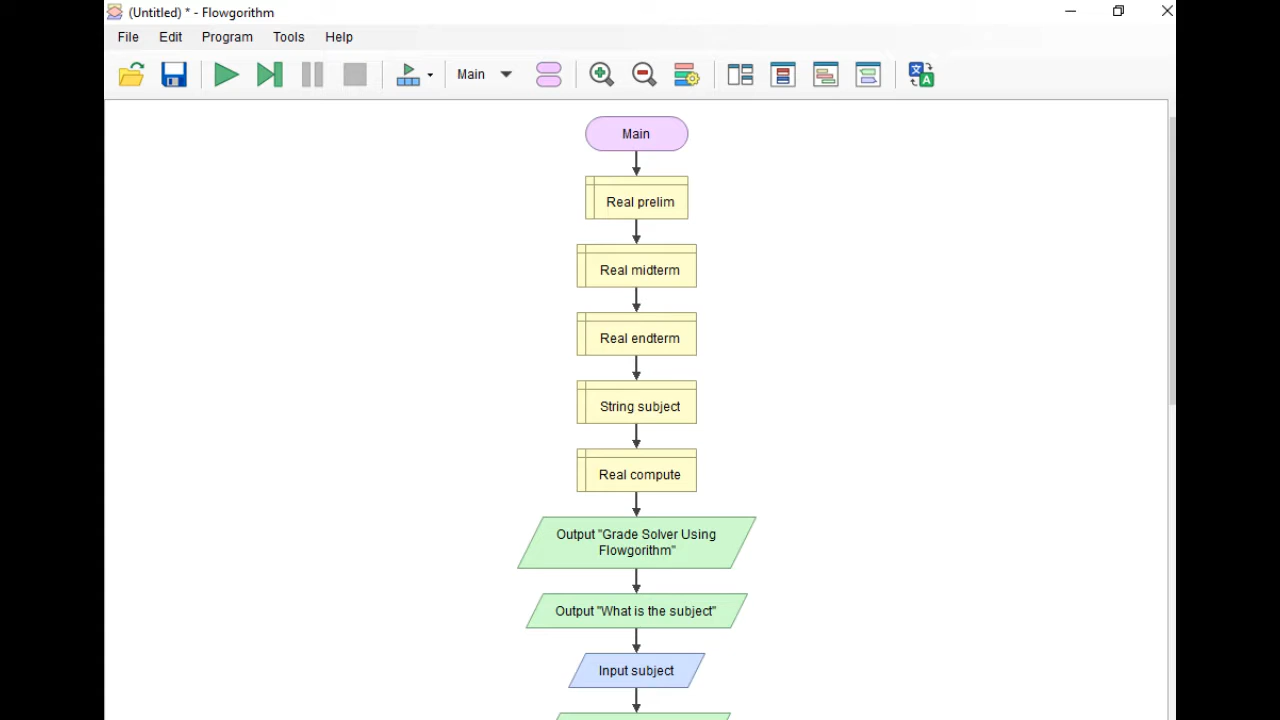 (Untitled) * - Flowgorithm
File Edit Program Tools Help
Main
Main
Real prelim
Real midterm
Real endterm
String subject
Real compute
Output "Grade Solver Using
Flowgorithm"
Output "What is the subject"
Input subject